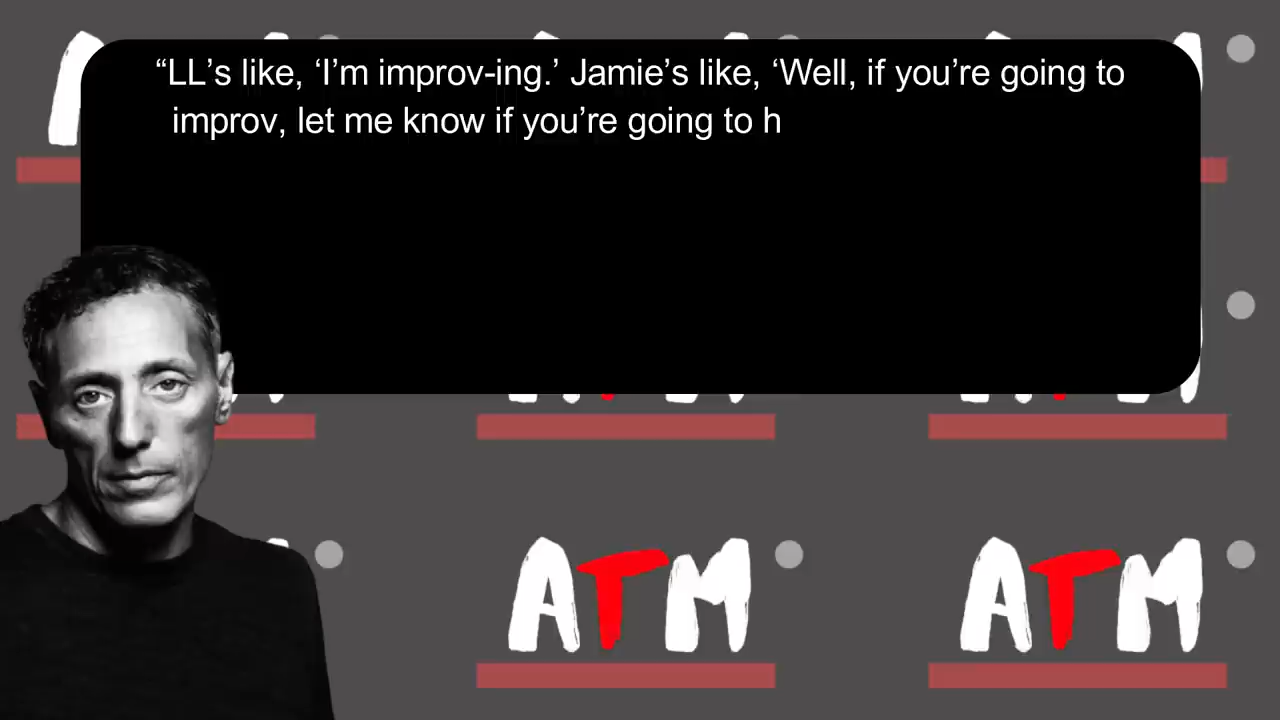 “LL’s like, ‘I’m improv-ing.’ Jamie’s like, ‘Well, if you’re going to
improv, let me know if you’re going to h
ATM
ATM